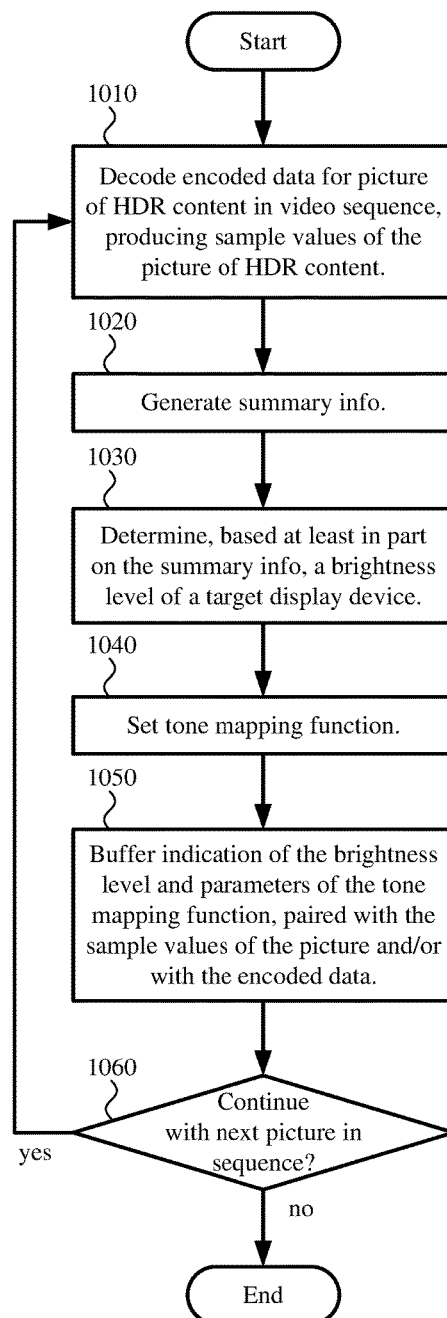 Start
1010
Decode encoded data for picture
of HDR content in video sequence,
producing sample values of the
picture of HDR content.
1020
Generate summary info.
1030
Determine, based at least in part
on the summary info, a brightness
level of a target display device.
1040
Set tone mapping function.
1050
Buffer indication of the brightness
level and parameters of the tone
mapping function, paired with the
sample values of the picture and/or
with the encoded data.
1060
Continue
with next picture in
sequence?
yes
no
End